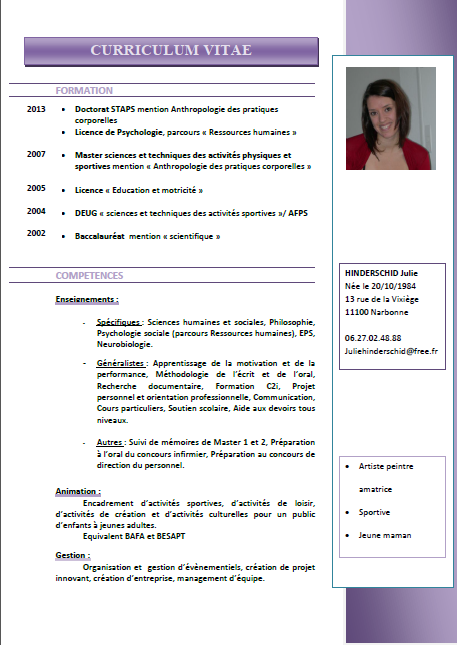 CURRICULUM VITAE
FORMATION
2013 • Doctorat STAPS mention Anthropologie des pratiques
corporelles
• Licence de Psychologie, parcours « Ressources humaines »
2007 • Master sciences et techniques des activités physiques et
sportives mention « Anthropologie des pratiques corporelles »
2005 • Licence « Education et motricité »
2004 • DEUG « sciences et techniques des activités sportives »/ AFPS
2002 • Baccalauréat mention « scientifique »
COMPETENCES
Enseignements :
- Spécifiques : Sciences humaines et sociales, Philosophie,
Psychologie sociale (parcours Ressources humaines), EPS,
Neurobiologie.
- Généralistes : Apprentissage de la motivation et de la
performance, Méthodologie de l'écrit et de l'oral,
Recherche documentaire, Formation C2i, Projet
personnel et orientation professionnelle, Communication,
Cours particuliers, Soutien scolaire, Aide aux devoirs tous
niveaux.
- Autres : Suivi de mémoires de Master 1 et 2, Préparation
à l'oral du concours infirmier, Préparation au concours de
direction du personnel.
Animation :
Encadrement d'activités sportives, d'activités de loisir,
d'activités de création et d'activités culturelles pour un public
d'enfants à jeunes adultes.
Equivalent BAFA et BESAPT
Gestion :
Organisation et gestion d'évènementiels, création de projet
innovant, création d'entreprise, management d'équipe.
HINDERSCHID Julie
Née le 20/10/1984
13 rue de la Vixiège
11100 Narbonne
06.27.02.48.88
Juliehinderschid@free.fr
• Artiste peintre
amatrice
• Sportive
• Jeune maman